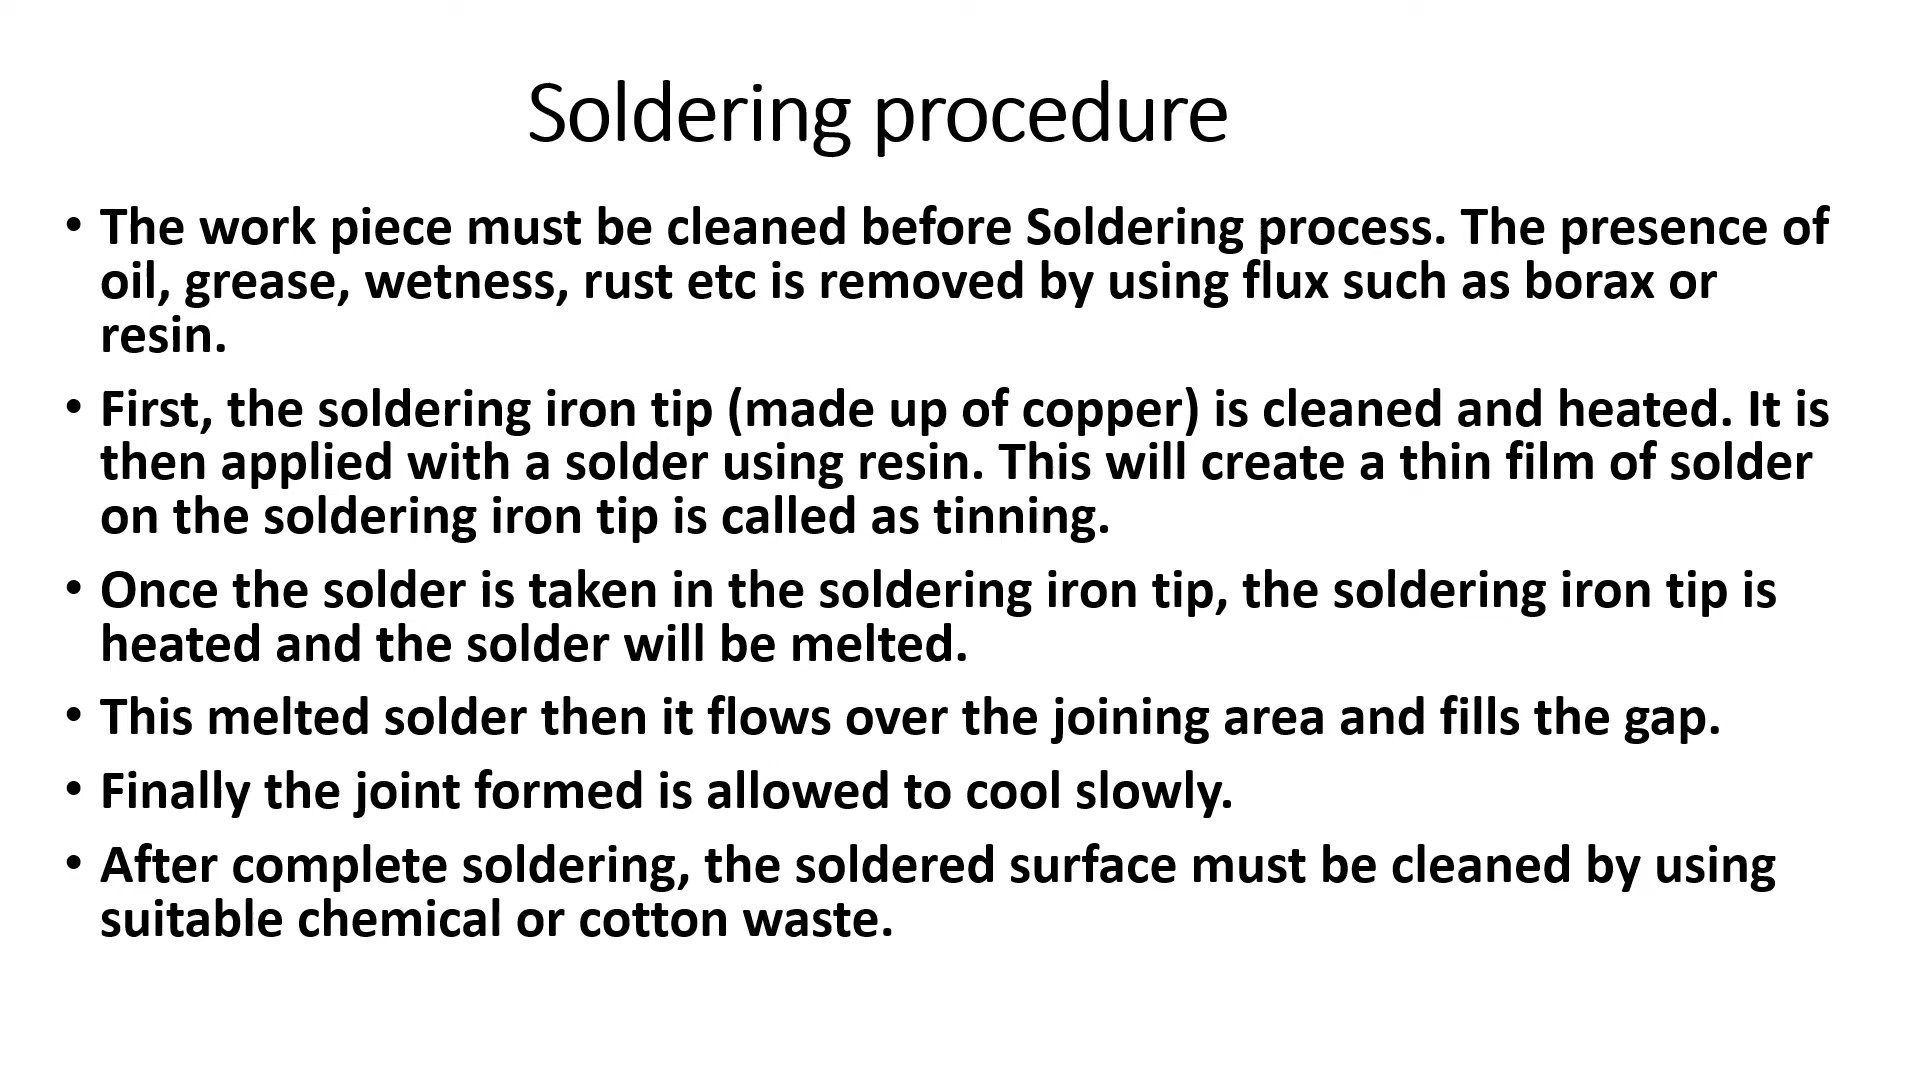 Soldering procedure
• The work piece must be cleaned before Soldering process. The presence of
oil, grease, wetness, rust etc is removed by using flux such as borax or
resin.
• First, the soldering iron tip (made up of copper) is cleaned and heated. It is
then applied with a solder using resin. This will create a thin film of solder
on the soldering iron tip is called as tinning.
• Once the solder is taken in the soldering iron tip, the soldering iron tip is
heated and the solder will be melted.
• This melted solder then it flows over the joining area and fills the gap.
• Finally the joint formed is allowed to cool slowly.
• After complete soldering, the soldered surface must be cleaned by using
suitable chemical or cotton waste.